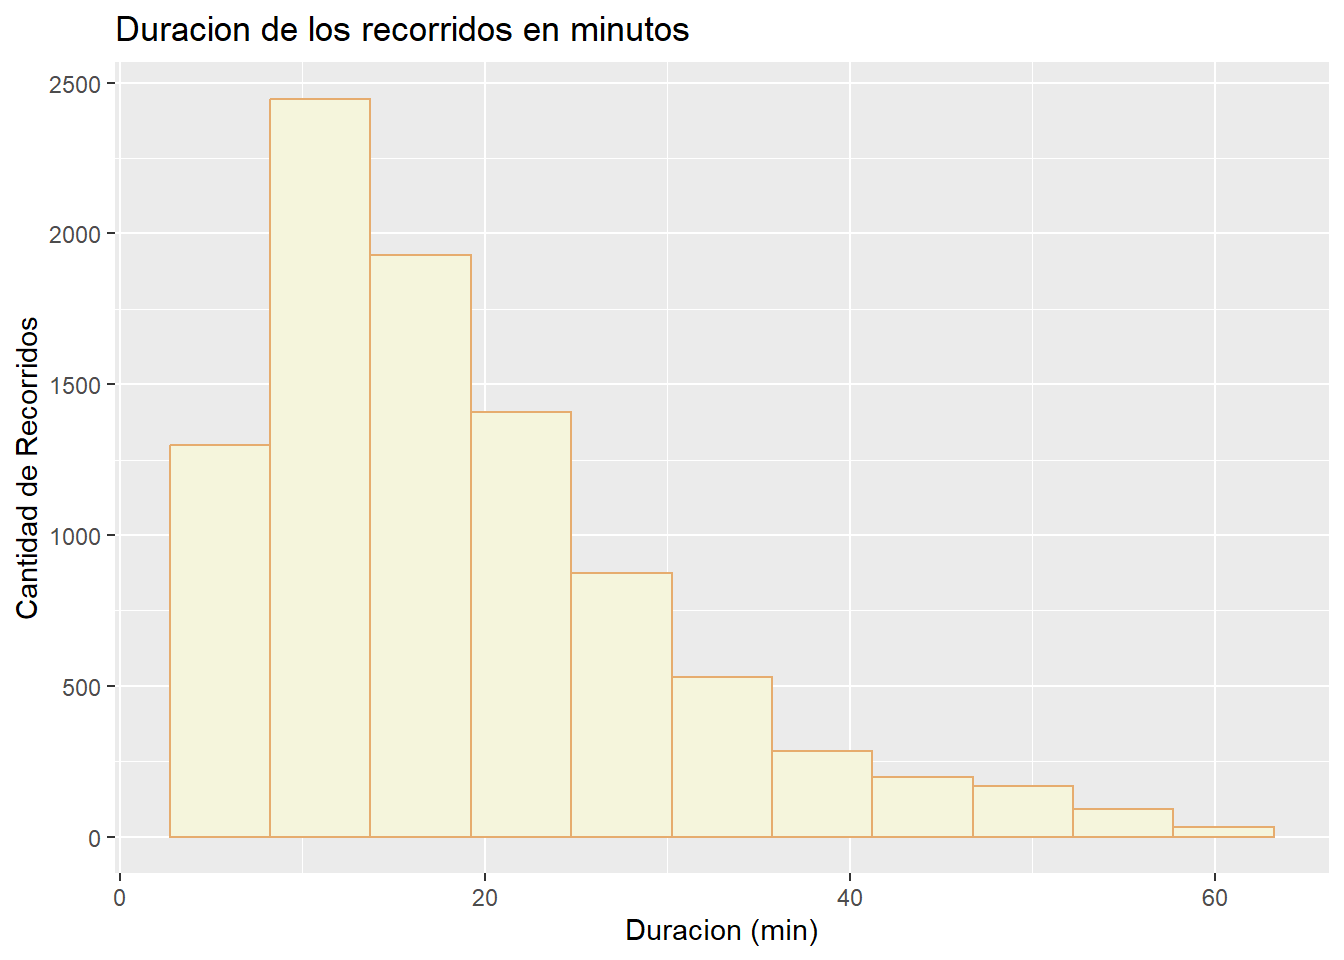 Duracion de los recorridos en minutos
Cantidad de Recorridos
2500
2000
1500
1000
500
0
0 20 40 60
Duracion (min)